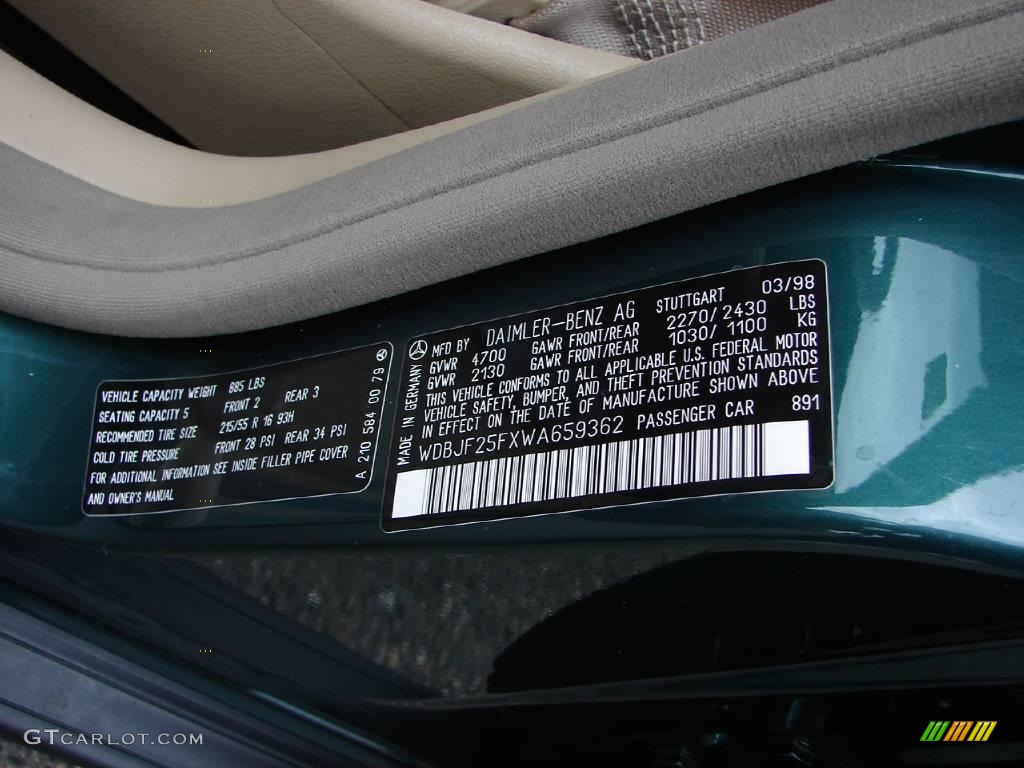 VEHICLE CAPACITY WEIGHT 885 LBS
SEATING CAPACITY 5 FRONT 2 REAR 3
RECOMMENDED TIRE SIZE 215/55 R 16 93H
COLD TIRE PRESSURE FRONT 28 PSI REAR 34 PSI
FOR ADDITIONAL INFORMATION SEE INSIDE FILLER PIPE COVER
AND OWNER'S MANUAL
A 210 584 00 79
MADE IN GERMANY
MFD BY DAIMLER-BENZ AG STUTTGART 03/98
GVWR 4700 GAWR FRONT/REAR 2270/2430 LBS
GVWR 2130 GAWR FRONT/REAR 1030/1100 KG
THIS VEHICLE CONFORMS TO ALL APPLICABLE U.S. FEDERAL MOTOR
VEHICLE SAFETY, BUMPER, AND THEFT PREVENTION STANDARDS
IN EFFECT ON THE DATE OF MANUFACTURE SHOWN ABOVE
WDBJF25FXWA659362 PASSENGER CAR 891
GTCARLOT.COM